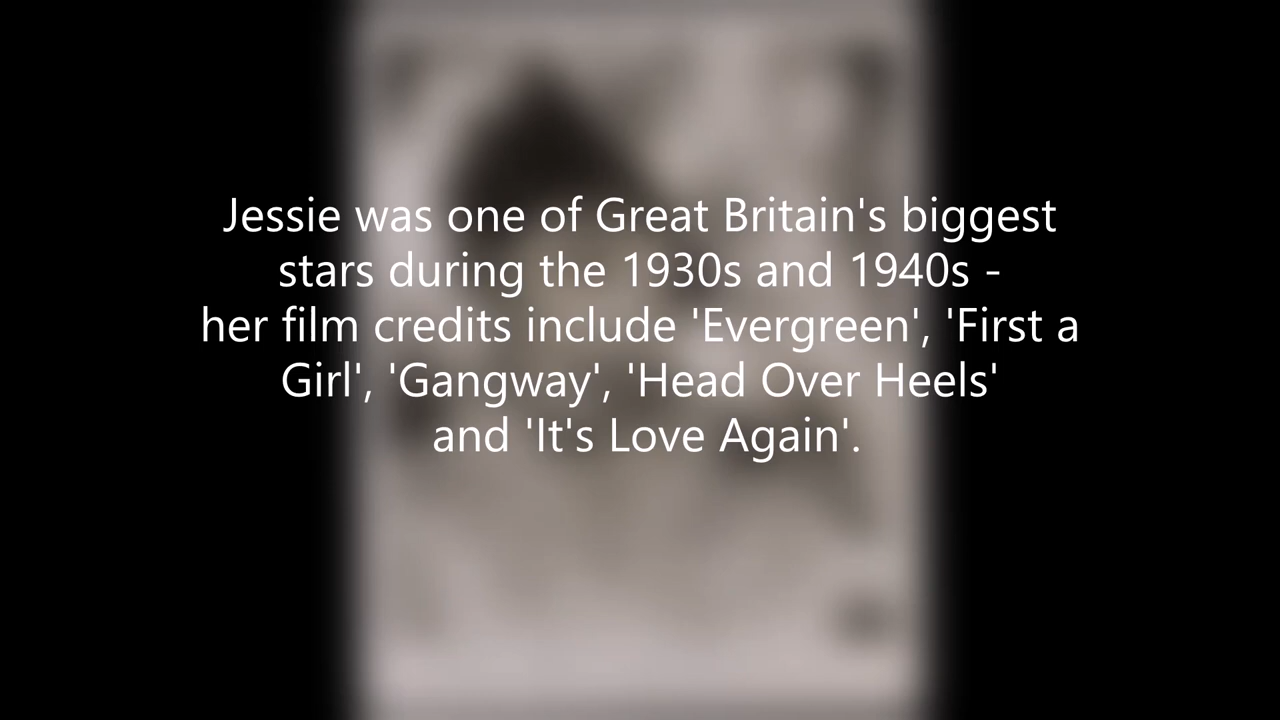 Jessie was one of Great Britain's biggest
stars during the 1930s and 1940s -
her film credits include 'Evergreen', 'First a
Girl', 'Gangway', 'Head Over Heels'
and 'It's Love Again'.